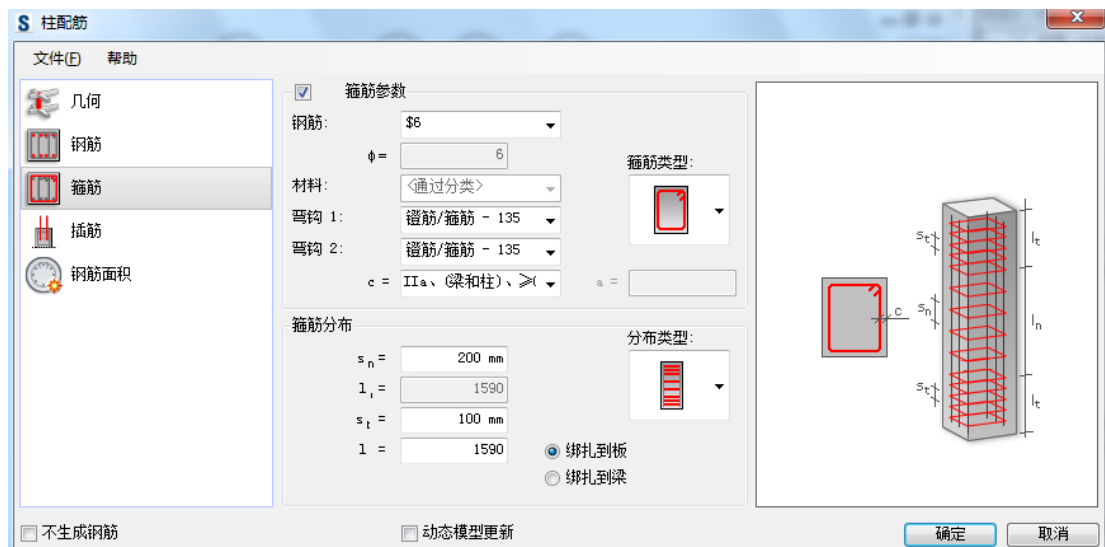 S 柱配筋
文件(F) 帮助
几何
钢筋
箍筋
插筋
钢筋面积
箍筋参数
钢筋: $6
ϕ= 6
材料: <通过分类>
弯钩 1: 镫筋/箍筋 - 135
弯钩 2: 镫筋/箍筋 - 135
c = IIa、(梁和柱)、≥(
箍筋类型:
a =
箍筋分布
sn= 200 mm
l,= 1590
st = 100 mm
l = 1590
分布类型:
绑扎到板
绑扎到梁
c
st
lt
sn
ln
st
lt
不生成钢筋
动态模型更新
确定
取消